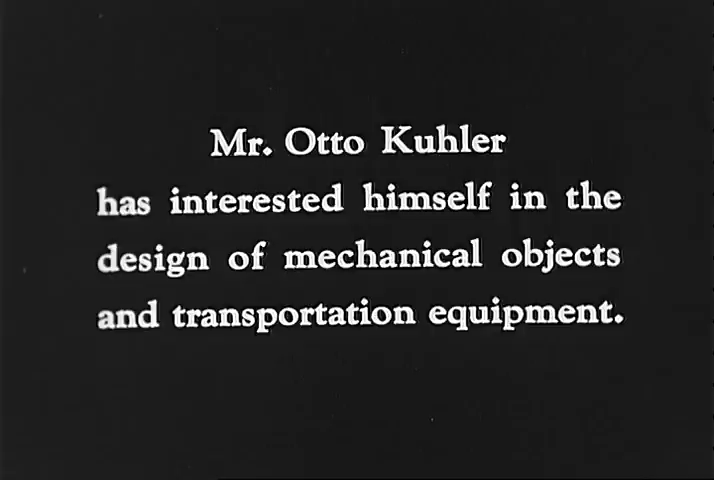 Mr. Otto Kuhler
has interested himself in the
design of mechanical objects
and transportation equipment.